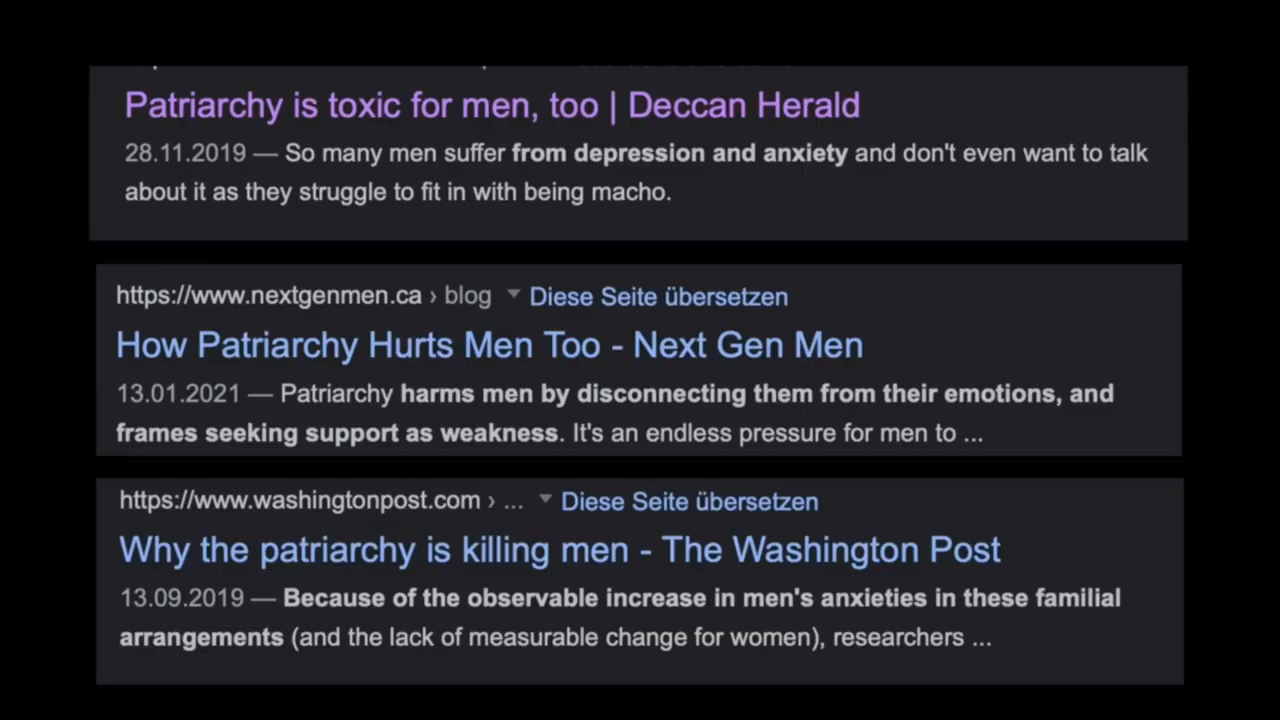 Patriarchy is toxic for men, too | Deccan Herald
28.11.2019 — So many men suffer from depression and anxiety and don't even want to talk
about it as they struggle to fit in with being macho.
https://www.nextgenmen.ca › blog ▼ Diese Seite übersetzen
How Patriarchy Hurts Men Too - Next Gen Men
13.01.2021 — Patriarchy harms men by disconnecting them from their emotions, and
frames seeking support as weakness. It's an endless pressure for men to ...
https://www.washingtonpost.com › ... ▼ Diese Seite übersetzen
Why the patriarchy is killing men - The Washington Post
13.09.2019 — Because of the observable increase in men's anxieties in these familial
arrangements (and the lack of measurable change for women), researchers ...